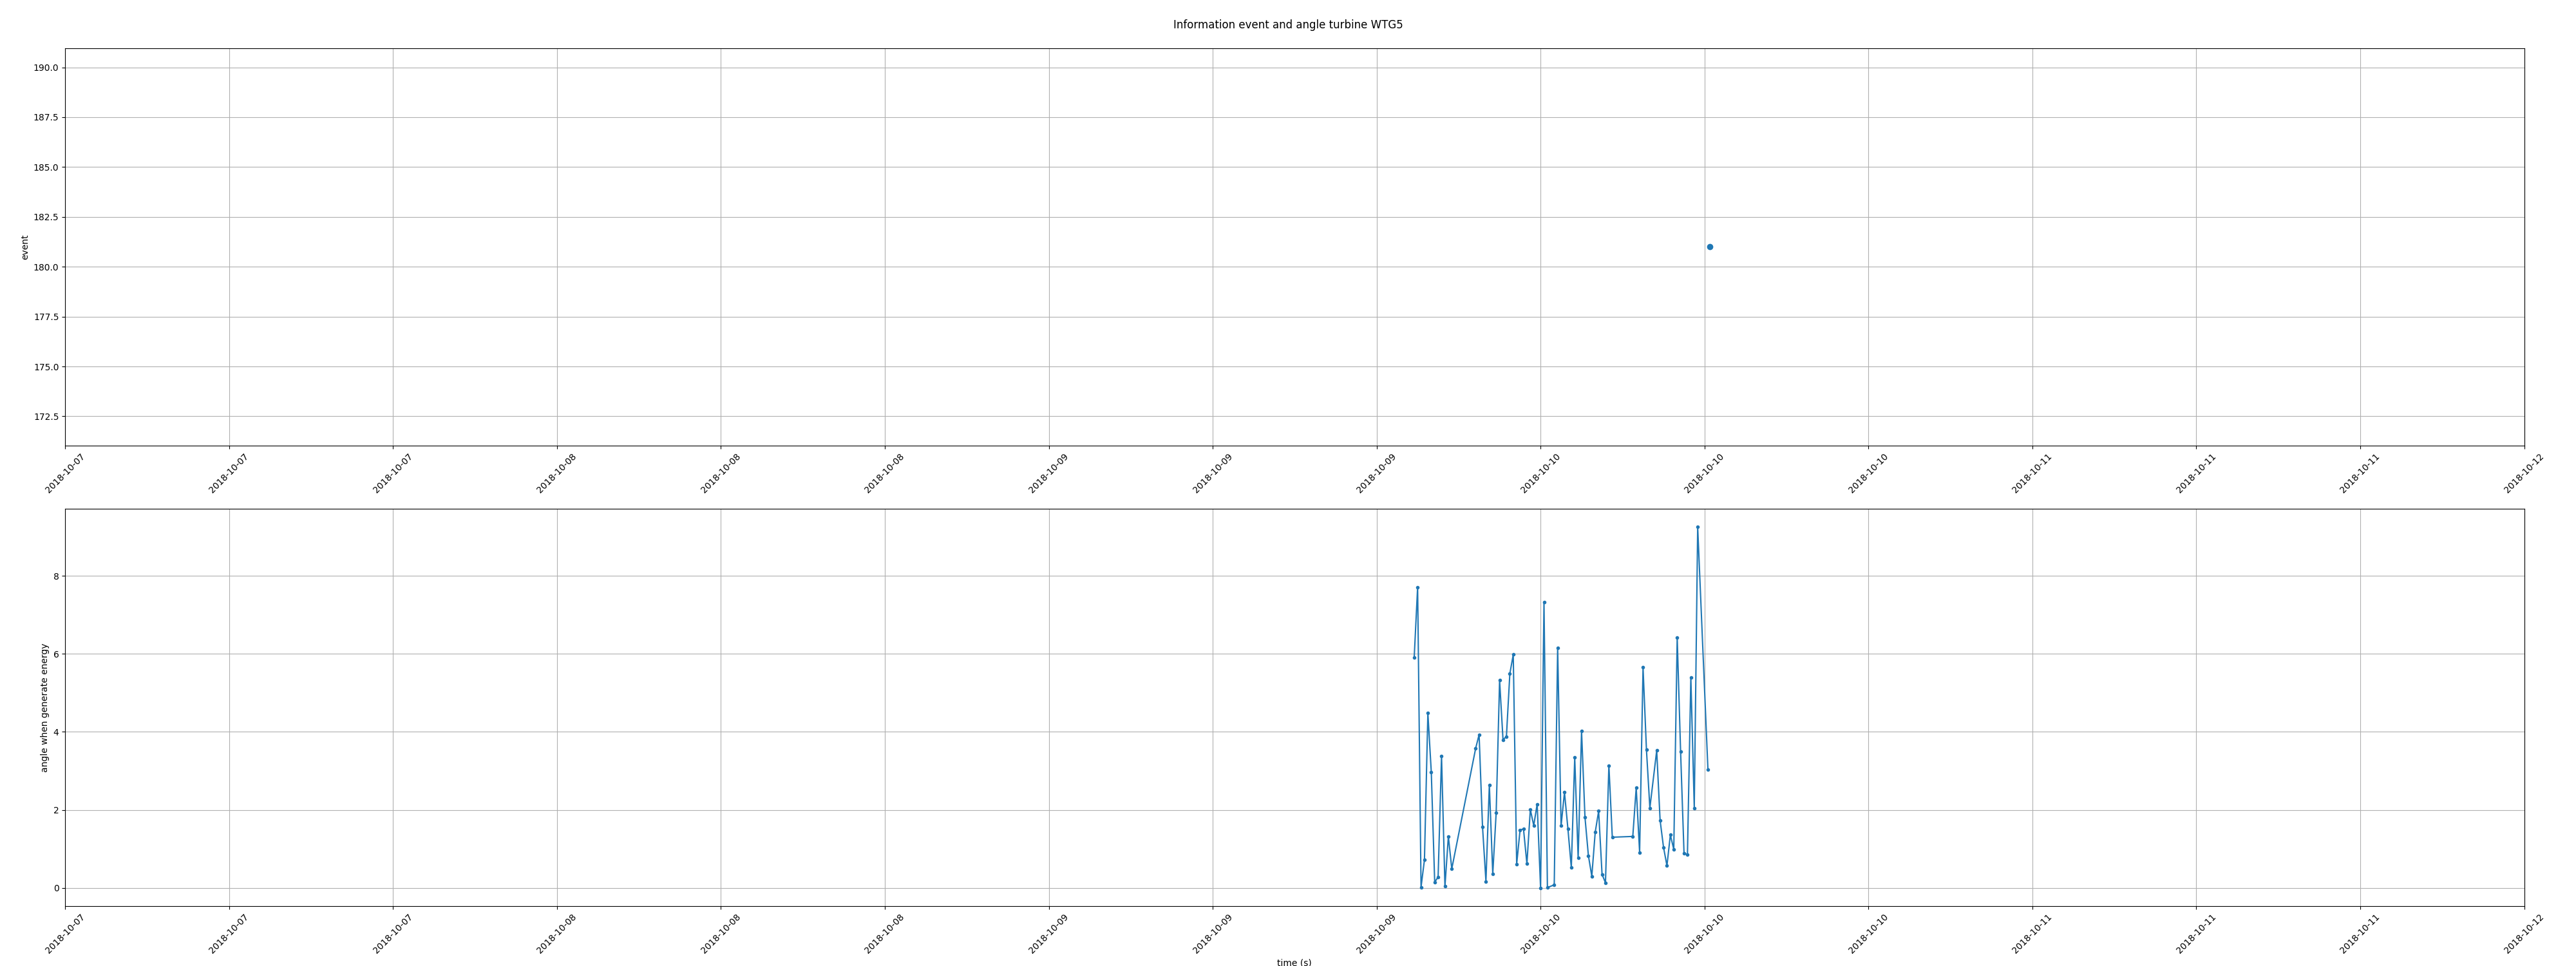 Information event and angle turbine WTG5
190.0
187.5
185.0
182.5
180.0
177.5
175.0
172.5
event
2018-10-07 2018-10-07 2018-10-07 2018-10-08 2018-10-08 2018-10-08 2018-10-09 2018-10-09 2018-10-09 2018-10-10 2018-10-10 2018-10-10 2018-10-11 2018-10-11 2018-10-11 2018-10-12
8
6
4
2
0
angle when generate energy
2018-10-07 2018-10-07 2018-10-07 2018-10-08 2018-10-08 2018-10-08 2018-10-09 2018-10-09 2018-10-09 2018-10-10 2018-10-10 2018-10-10 2018-10-11 2018-10-11 2018-10-11 2018-10-12
time (s)